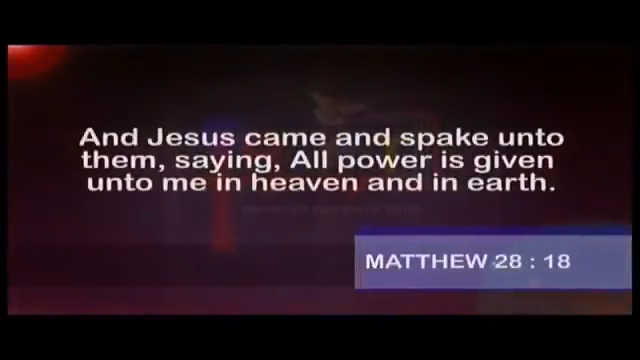 And Jesus came and spake unto
them, saying, All power is given
unto me in heaven and in earth.
MATTHEW 28 : 18